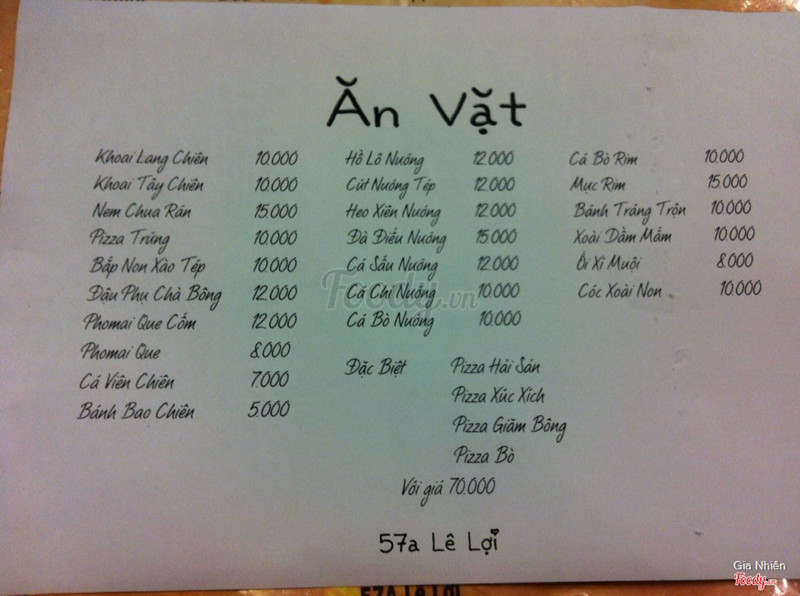 Ăn Vặt
Khoai Lang Chiên 10.000
Khoai Tây Chiên 10.000
Nem Chua Rán 15.000
Pizza Trứng 10.000
Bắp Non Xào Tép 10.000
Đậu Phụ Chà Bông 12.000
Phomai Que Cốm 12.000
Phomai Que 8.000
Cá Viên Chiên 7.000
Bánh Bao Chiên 5.000
Hồ Lô Nướng 12.000
Cút Nướng Tép 12.000
Heo Xiên Nướng 12.000
Đà Điểu Nướng 15.000
Cá Sấu Nướng 12.000
Cá Chỉ Nướng 10.000
Cá Bò Nướng 10.000
Cá Bò Rim 10.000
Mực Rim 15.000
Bánh Tráng Trộn 10.000
Xoài Dầm Mắm 10.000
Ổi Xí Muội 8.000
Cóc Xoài Non 10.000
Đặc Biệt Pizza Hải Sản
Pizza Xúc Xích
Pizza Giăm Bông
Pizza Bò
Với giá 70.000
57a Lê Lợi
Foody.vn
Gia Nhiên
Foody.vn
57A Lê Lợi